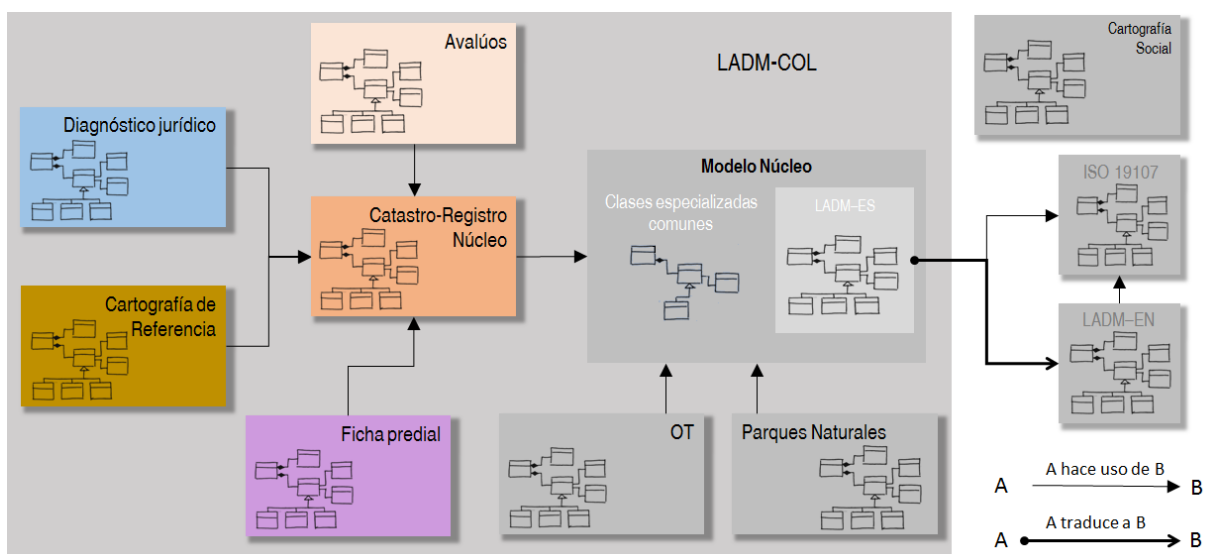 Avalúos
LADM-COL
Cartografía
Social
Diagnóstico jurídico
Modelo Núcleo
ISO 19107
Clases especializadas
comunes
LADM–ES
Catastro-Registro
Núcleo
Cartografía de
Referencia
LADM–EN
Ficha predial
OT
Parques Naturales
A hace uso de B
A
B
A traduce a B
A
B